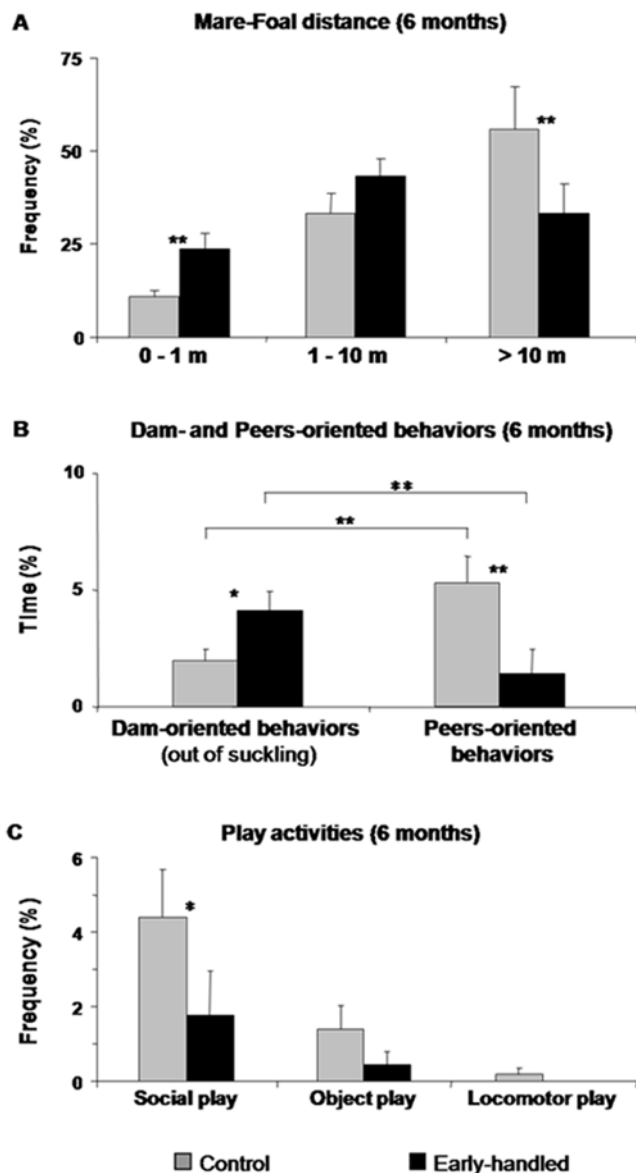 A Mare-Foal distance (6 months)
75
50
25
0
Frequency (%)
**
**
0 - 1 m 1 - 10 m > 10 m
B Dam- and Peers-oriented behaviors (6 months)
10
5
0
Time (%)
**
**
*
**
Dam-oriented behaviors Peers-oriented
(out of suckling) behaviors
C Play activities (6 months)
6
4
2
0
Frequency (%)
*
Social play Object play Locomotor play
Control Early-handled